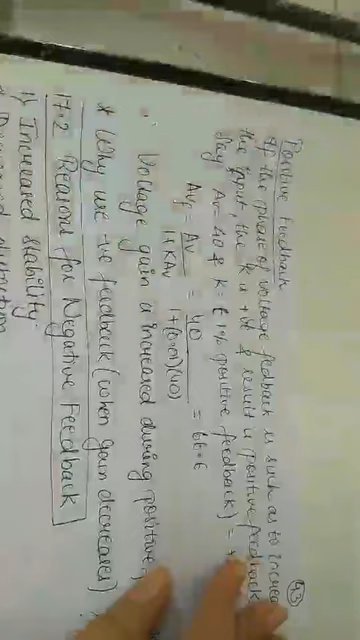 43
Positive feedback
If the phase of voltage feedback is such as to increa
the input, the K is +ve & result is positive feedback
Say Av = 40 & K = (1% positive feedback) =
Avf = Av / 1+KAv = 40 / 1+(0.01)(40) = 66.6
Voltage gain is increased during positive
* Why use -ve feedback (when gain decreases)
17.2 Reasons for Negative Feedback
1) Increased stability